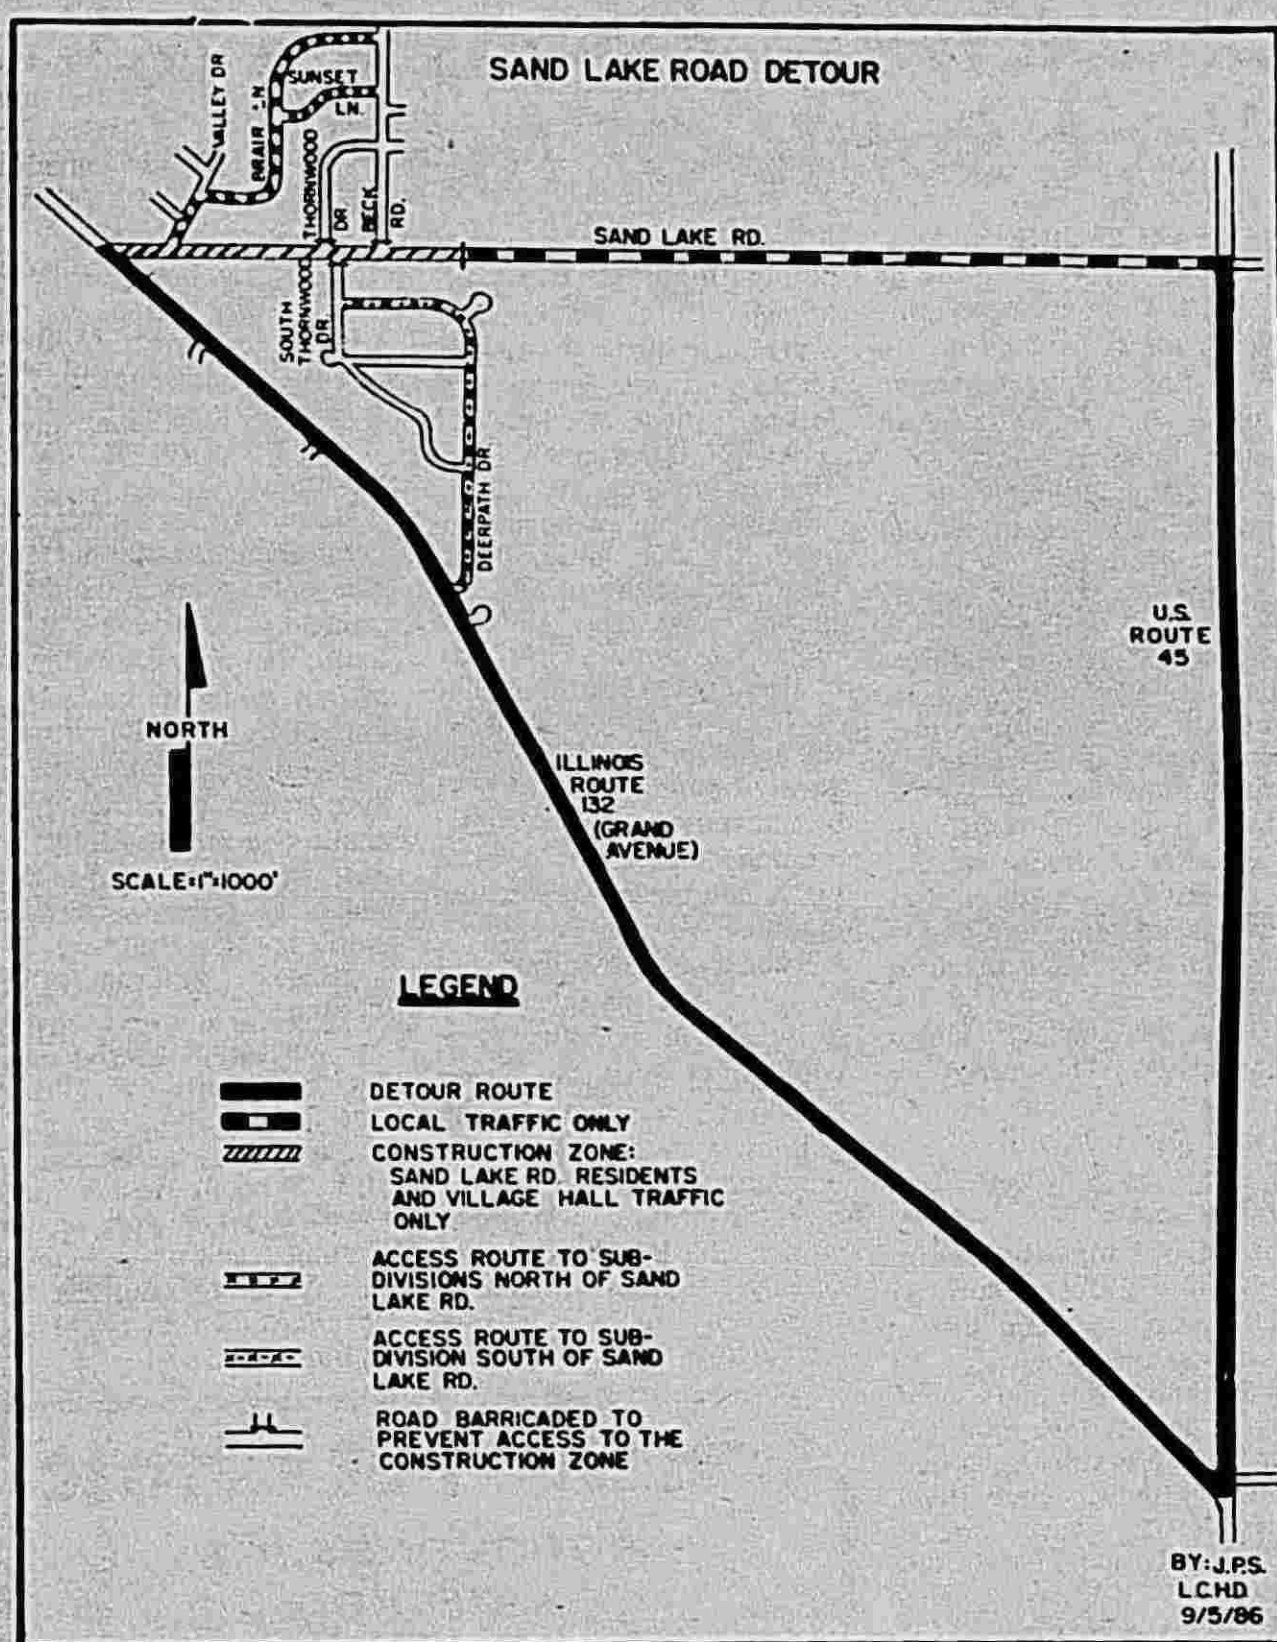 SAND LAKE ROAD DETOUR
VALLEY DR
BRAIR LN.
SUNSET
LN.
THORNWOOD
DR
BECK
RD.
SAND LAKE RD.
SOUTH
THORNWOOD
DR
DEERPATH DR.
U.S.
ROUTE
45
NORTH
SCALE=1"=1000'
ILLINOIS
ROUTE
132
(GRAND
AVENUE)
LEGEND
DETOUR ROUTE
LOCAL TRAFFIC ONLY
CONSTRUCTION ZONE:
SAND LAKE RD. RESIDENTS
AND VILLAGE HALL TRAFFIC
ONLY
ACCESS ROUTE TO SUB-
DIVISIONS NORTH OF SAND
LAKE RD.
ACCESS ROUTE TO SUB-
DIVISION SOUTH OF SAND
LAKE RD.
ROAD BARRICADED TO
PREVENT ACCESS TO THE
CONSTRUCTION ZONE
BY: J.P.S.
L.C.H.D.
9/5/86